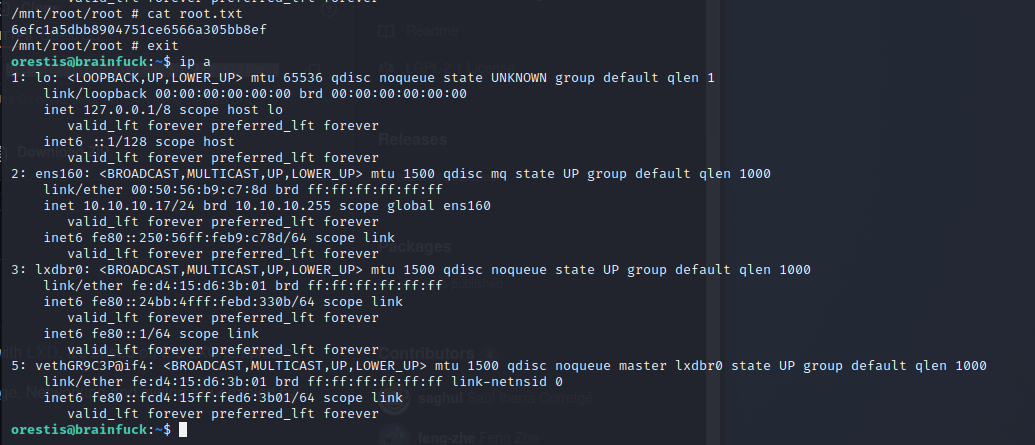 /mnt/root/root # cat root.txt
6efc1a5dbb8904751ce6566a305bb8ef
/mnt/root/root # exit
orestis@brainfuck:~$ ip a
1: lo: <LOOPBACK,UP,LOWER_UP> mtu 65536 qdisc noqueue state UNKNOWN group default qlen 1
    link/loopback 00:00:00:00:00:00 brd 00:00:00:00:00:00
    inet 127.0.0.1/8 scope host lo
       valid_lft forever preferred_lft forever
    inet6 ::1/128 scope host
       valid_lft forever preferred_lft forever
2: ens160: <BROADCAST,MULTICAST,UP,LOWER_UP> mtu 1500 qdisc mq state UP group default qlen 1000
    link/ether 00:50:56:b9:c7:8d brd ff:ff:ff:ff:ff:ff
    inet 10.10.10.17/24 brd 10.10.10.255 scope global ens160
       valid_lft forever preferred_lft forever
    inet6 fe80::250:56ff:feb9:c78d/64 scope link
       valid_lft forever preferred_lft forever
3: lxdbr0: <BROADCAST,MULTICAST,UP,LOWER_UP> mtu 1500 qdisc noqueue state UP group default qlen 1000
    link/ether fe:d4:15:d6:3b:01 brd ff:ff:ff:ff:ff:ff
    inet6 fe80::24bb:4fff:febd:330b/64 scope link
       valid_lft forever preferred_lft forever
    inet6 fe80::1/64 scope link
       valid_lft forever preferred_lft forever
5: vethGR9C3P@if4: <BROADCAST,MULTICAST,UP,LOWER_UP> mtu 1500 qdisc noqueue master lxdbr0 state UP group default qlen 1000
    link/ether fe:d4:15:d6:3b:01 brd ff:ff:ff:ff:ff:ff link-netnsid 0
    inet6 fe80::fcd4:15ff:fed6:3b01/64 scope link
       valid_lft forever preferred_lft forever
orestis@brainfuck:~$
Readme
Releases
Packages
Contributors
saghul
feng-zhe Feng Zhe